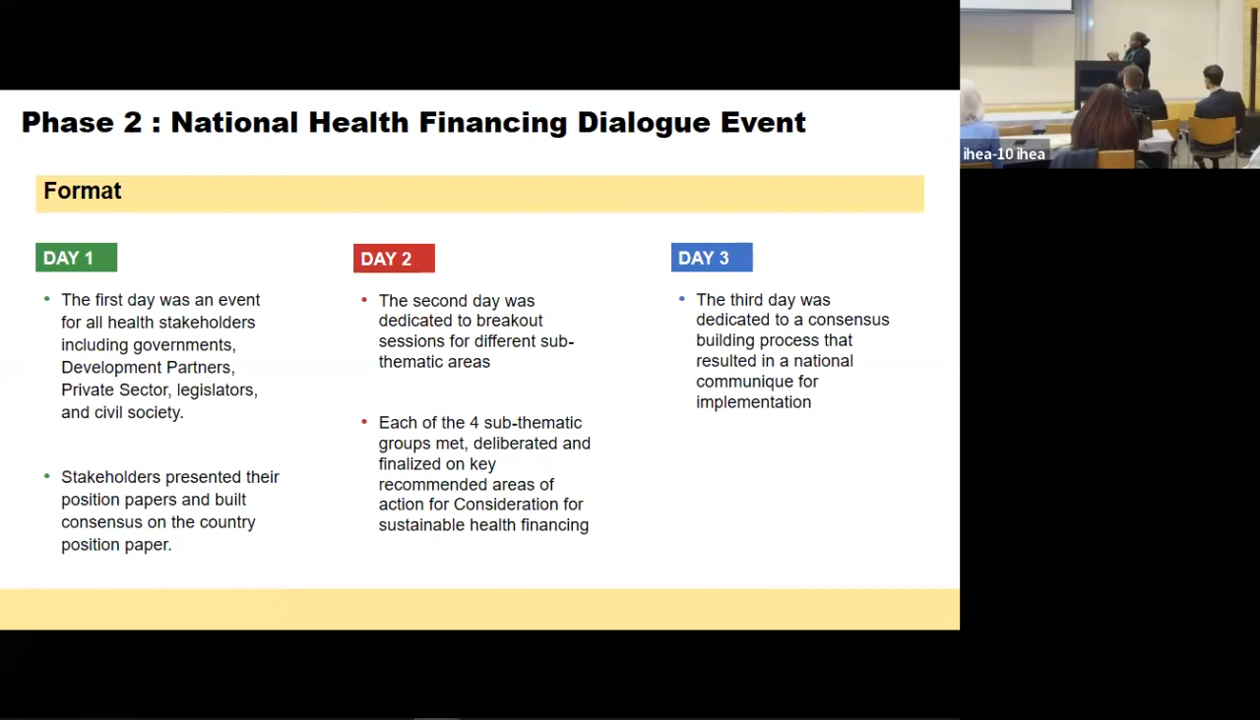 Phase 2 : National Health Financing Dialogue Event
Format
DAY 1
• The first day was an event
for all health stakeholders
including governments,
Development Partners,
Private Sector, legislators,
and civil society.
• Stakeholders presented their
position papers and built
consensus on the country
position paper.
DAY 2
• The second day was
dedicated to breakout
sessions for different sub-
thematic areas
• Each of the 4 sub-thematic
groups met, deliberated and
finalized on key
recommended areas of
action for Consideration for
sustainable health financing
DAY 3
• The third day was
dedicated to a consensus
building process that
resulted in a national
communique for
implementation
ihea-10 ihea